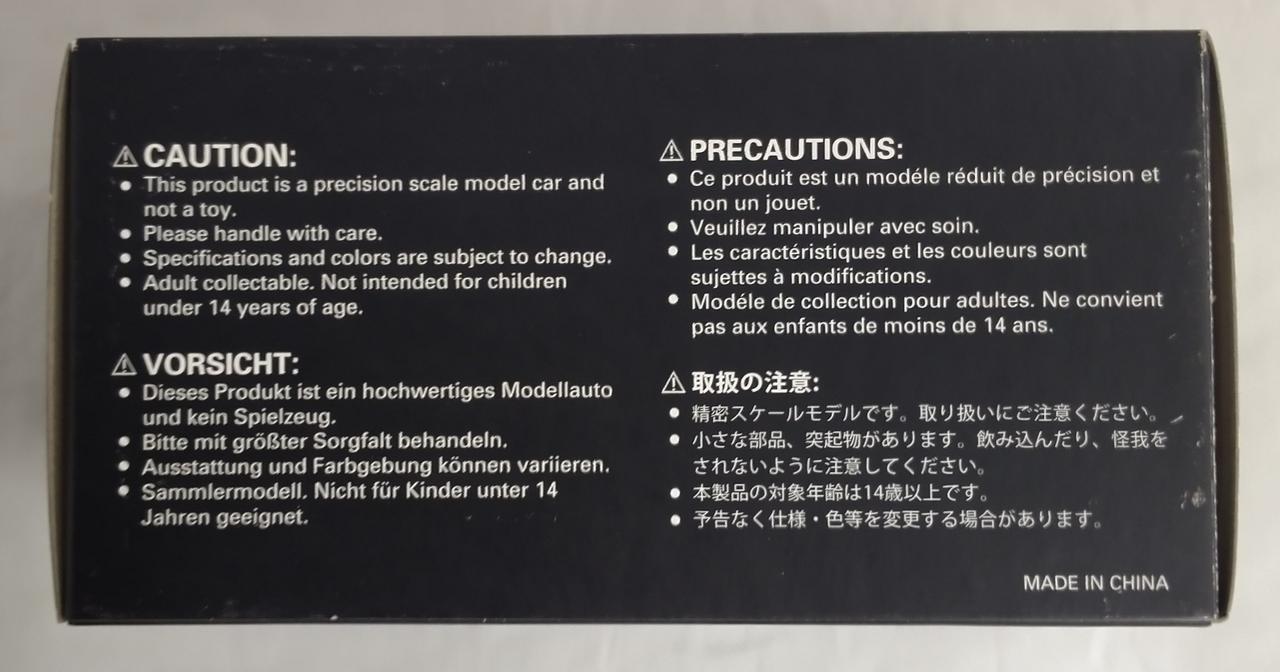 ⚠ CAUTION:
• This product is a precision scale model car and
not a toy.
• Please handle with care.
• Specifications and colors are subject to change.
• Adult collectable. Not intended for children
under 14 years of age.
⚠ VORSICHT:
• Dieses Produkt ist ein hochwertiges Modellauto
und kein Spielzeug.
• Bitte mit größter Sorgfalt behandeln.
• Ausstattung und Farbgebung können variieren.
• Sammlermodell. Nicht für Kinder unter 14
Jahren geeignet.
⚠ PRECAUTIONS:
• Ce produit est un modéle réduit de précision et
non un jouet.
• Veuillez manipuler avec soin.
• Les caractéristiques et les couleurs sont
sujettes à modifications.
• Modéle de collection pour adultes. Ne convient
pas aux enfants de moins de 14 ans.
⚠ 取扱の注意:
• 精密スケールモデルです。取り扱いにご注意ください。
• 小さな部品、突起物があります。飲み込んだり、怪我を
されないように注意してください。
• 本製品の対象年齢は14歳以上です。
• 予告なく仕様・色等を変更する場合があります。
MADE IN CHINA